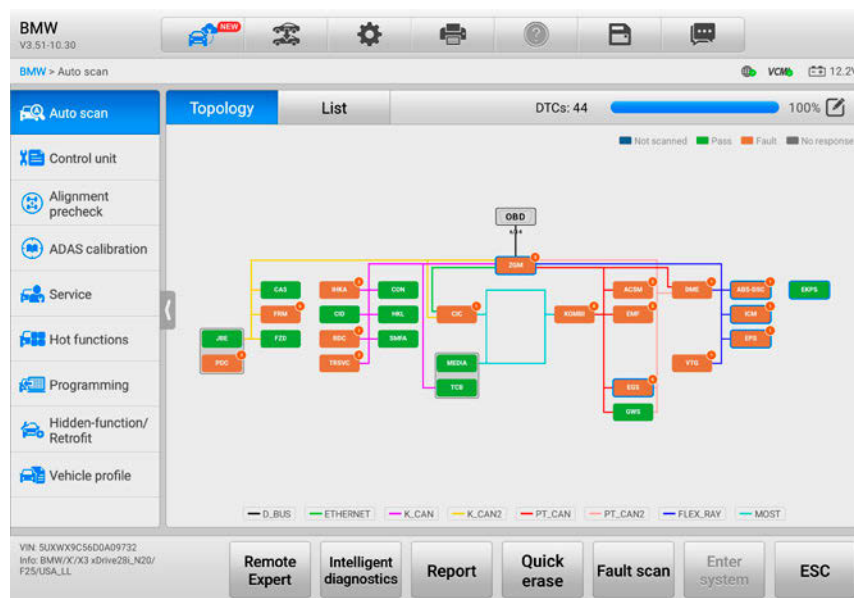 BMW
V3.51-10.30
NEW
BMW > Auto scan
VCMI
12.2V
Auto scan
Control unit
Alignment
precheck
ADAS calibration
Service
Hot functions
Programming
Hidden-function/
Retrofit
Vehicle profile
Topology
List
DTCs: 44
100%
Not scanned
Pass
Fault
No response
OBD
ZGM
CAS
IHKA
CON
ACSM
DME
ABS-DSC
EKPS
FRM
CID
HKL
CIC
KOMBI
EMF
ICM
JBE
FZD
RDC
SMFA
EPS
PDC
TRSVC
MEDIA
VTG
TCB
EGS
GWS
D_BUS
ETHERNET
K_CAN
K_CAN2
PT_CAN
PT_CAN2
FLEX_RAY
MOST
VIN: 5UXWX9C56D0A09732
Info: BMW/X/X3 xDrive28i_N20/
F25/USA_LL
Remote
Expert
Intelligent
diagnostics
Report
Quick
erase
Fault scan
Enter
system
ESC